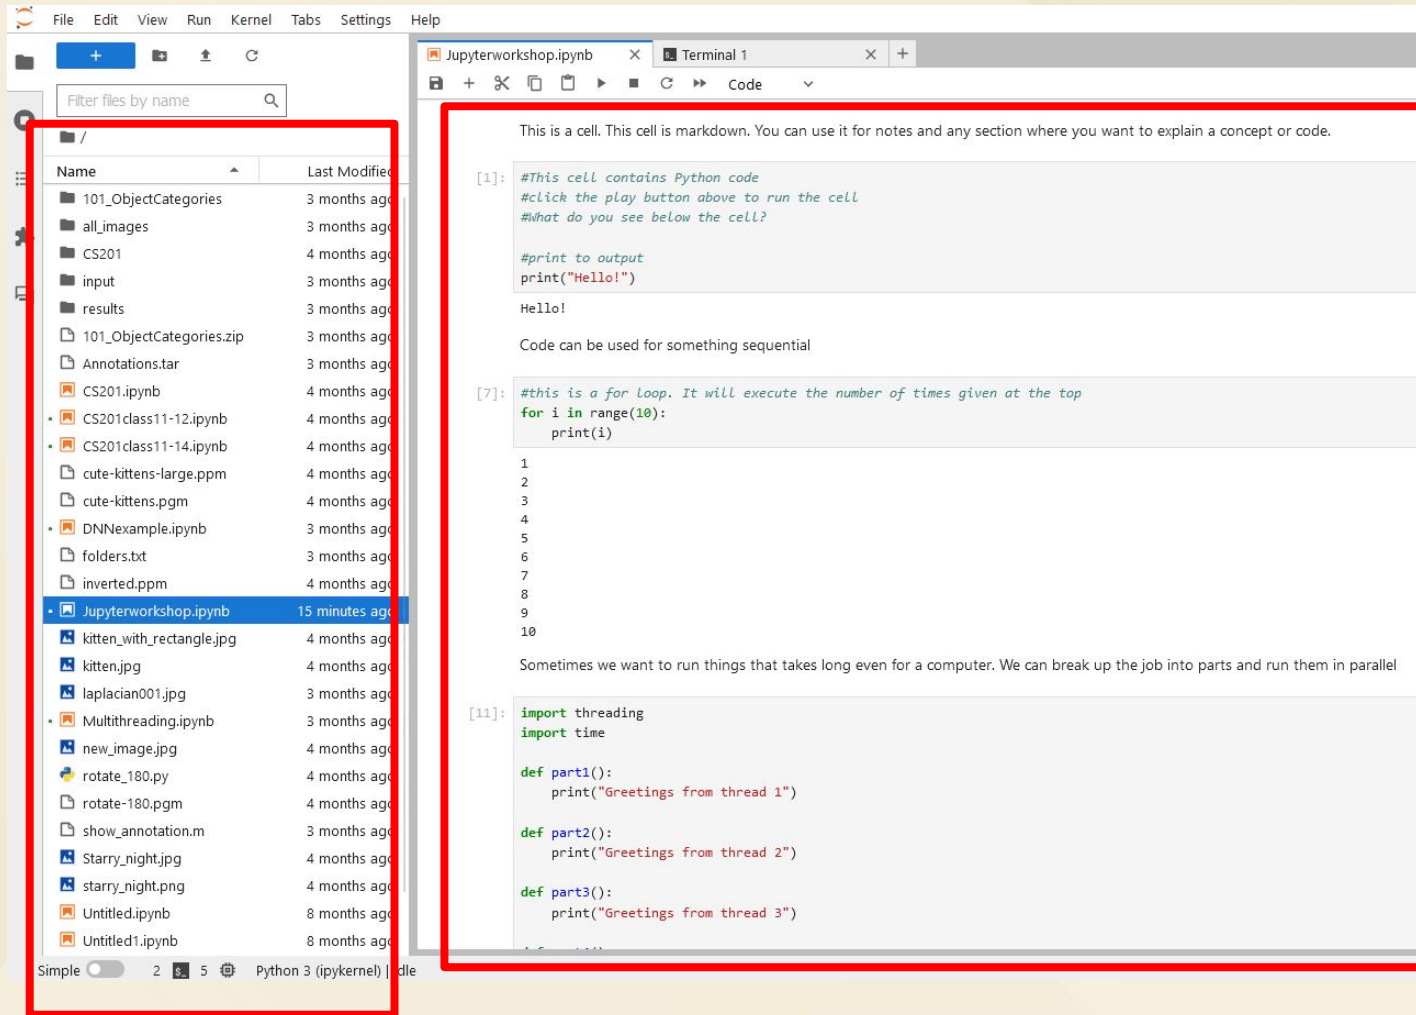 File Edit View Run Kernel Tabs Settings Help
Filter files by name
/
Name Last Modified
101_ObjectCategories 3 months ago
all_images 3 months ago
CS201 4 months ago
input 3 months ago
results 3 months ago
101_ObjectCategories.zip 3 months ago
Annotations.tar 3 months ago
CS201.ipynb 4 months ago
CS201class11-12.ipynb 4 months ago
CS201class11-14.ipynb 4 months ago
cute-kittens-large.ppm 4 months ago
cute-kittens.pgm 4 months ago
DNNexample.ipynb 3 months ago
folders.txt 3 months ago
inverted.ppm 4 months ago
Jupyterworkshop.ipynb 15 minutes ago
kitten_with_rectangle.jpg 4 months ago
kitten.jpg 4 months ago
laplacian001.jpg 3 months ago
Multithreading.ipynb 3 months ago
new_image.jpg 4 months ago
rotate_180.py 4 months ago
rotate-180.pgm 4 months ago
show_annotation.m 3 months ago
Starry_night.jpg 4 months ago
starry_night.png 4 months ago
Untitled.ipynb 8 months ago
Untitled1.ipynb 8 months ago
Jupyterworkshop.ipynb Terminal 1
Code
This is a cell. This cell is markdown. You can use it for notes and any section where you want to explain a concept or code.
[1]: #This cell contains Python code
#click the play button above to run the cell
#What do you see below the cell?
#print to output
print("Hello!")
Hello!
Code can be used for something sequential
[7]: #this is a for loop. It will execute the number of times given at the top
for i in range(10):
print(i)
1
2
3
4
5
6
7
8
9
10
Sometimes we want to run things that takes long even for a computer. We can break up the job into parts and run them in parallel
[11]: import threading
import time
def part1():
print("Greetings from thread 1")
def part2():
print("Greetings from thread 2")
def part3():
print("Greetings from thread 3")
Simple 2 5 Python 3 (ipykernel) |